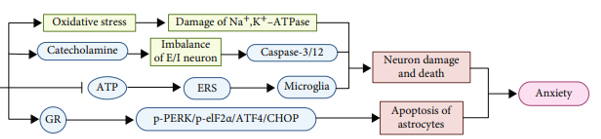 Oxidative stress
Damage of Na+,K+–ATPase
Catecholamine
Imbalance
of E/I neuron
Caspase-3/12
Neuron damage
and death
ATP
ERS
Microglia
Anxiety
GR
p-PERK/p-elF2α/ATF4/CHOP
Apoptosis of
astrocytes